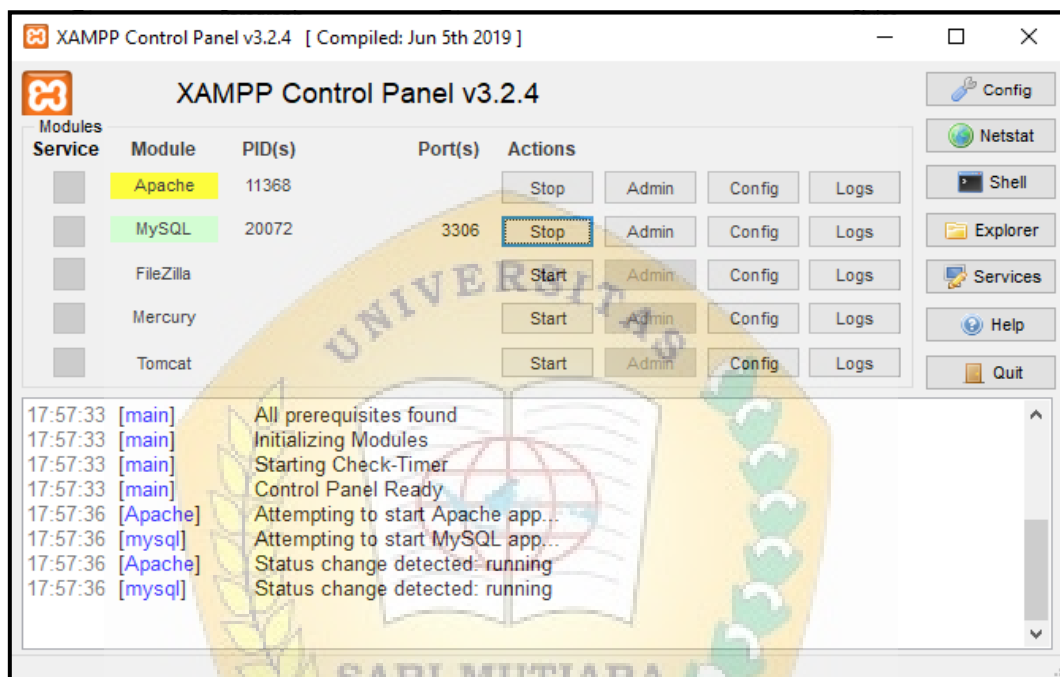 XAMPP Control Panel v3.2.4 [ Compiled: Jun 5th 2019 ]
XAMPP Control Panel v3.2.4
Config
Modules
Netstat
Service Module PID(s) Port(s) Actions
Apache 11368 Stop Admin Config Logs
Shell
MySQL 20072 3306 Stop Admin Config Logs
Explorer
FileZilla Start Admin Config Logs
Services
Mercury Start Admin Config Logs
Help
Tomcat Start Admin Config Logs
Quit
17:57:33 [main] All prerequisites found
17:57:33 [main] Initializing Modules
17:57:33 [main] Starting Check-Timer
17:57:33 [main] Control Panel Ready
17:57:36 [Apache] Attempting to start Apache app...
17:57:36 [mysql] Attempting to start MySQL app...
17:57:36 [Apache] Status change detected: running
17:57:36 [mysql] Status change detected: running
UNIVERSITAS
SARI MUTIARA